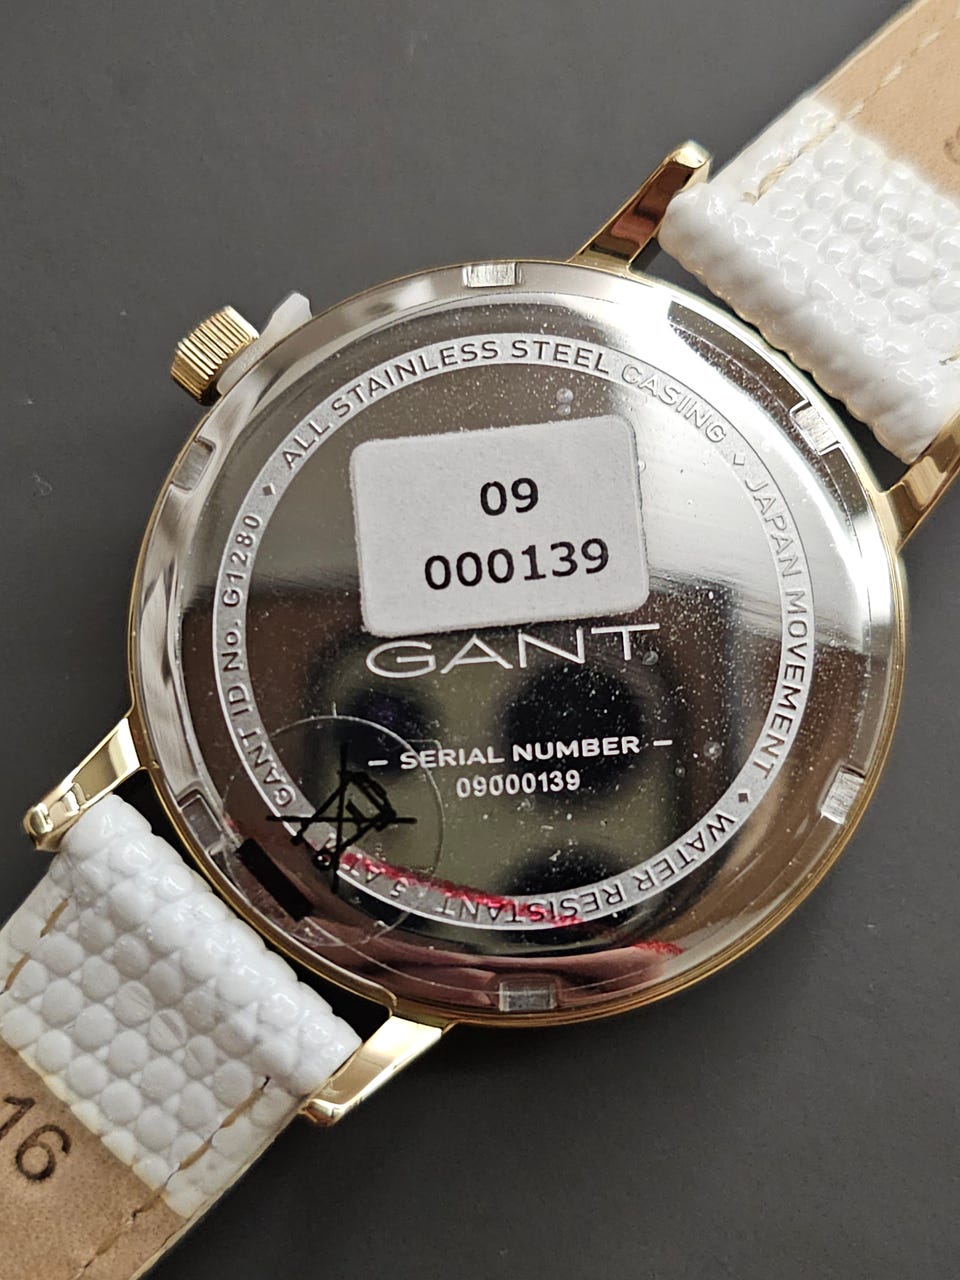 09
000139
GANT
– SERIAL NUMBER –
09000139
GANT ID No. G1280 ◆ ALL STAINLESS STEEL CASING ◆ JAPAN MOVEMENT ◆ WATER RESISTANT . 5 AT
16